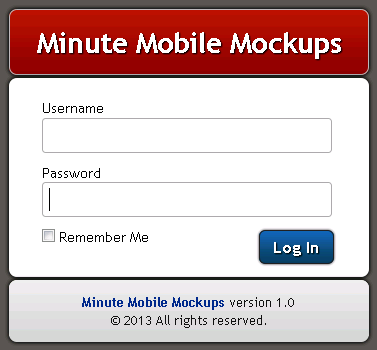 Minute Mobile Mockups
Username
Password
Remember Me
Log In
Minute Mobile Mockups version 1.0
© 2013 All rights reserved.